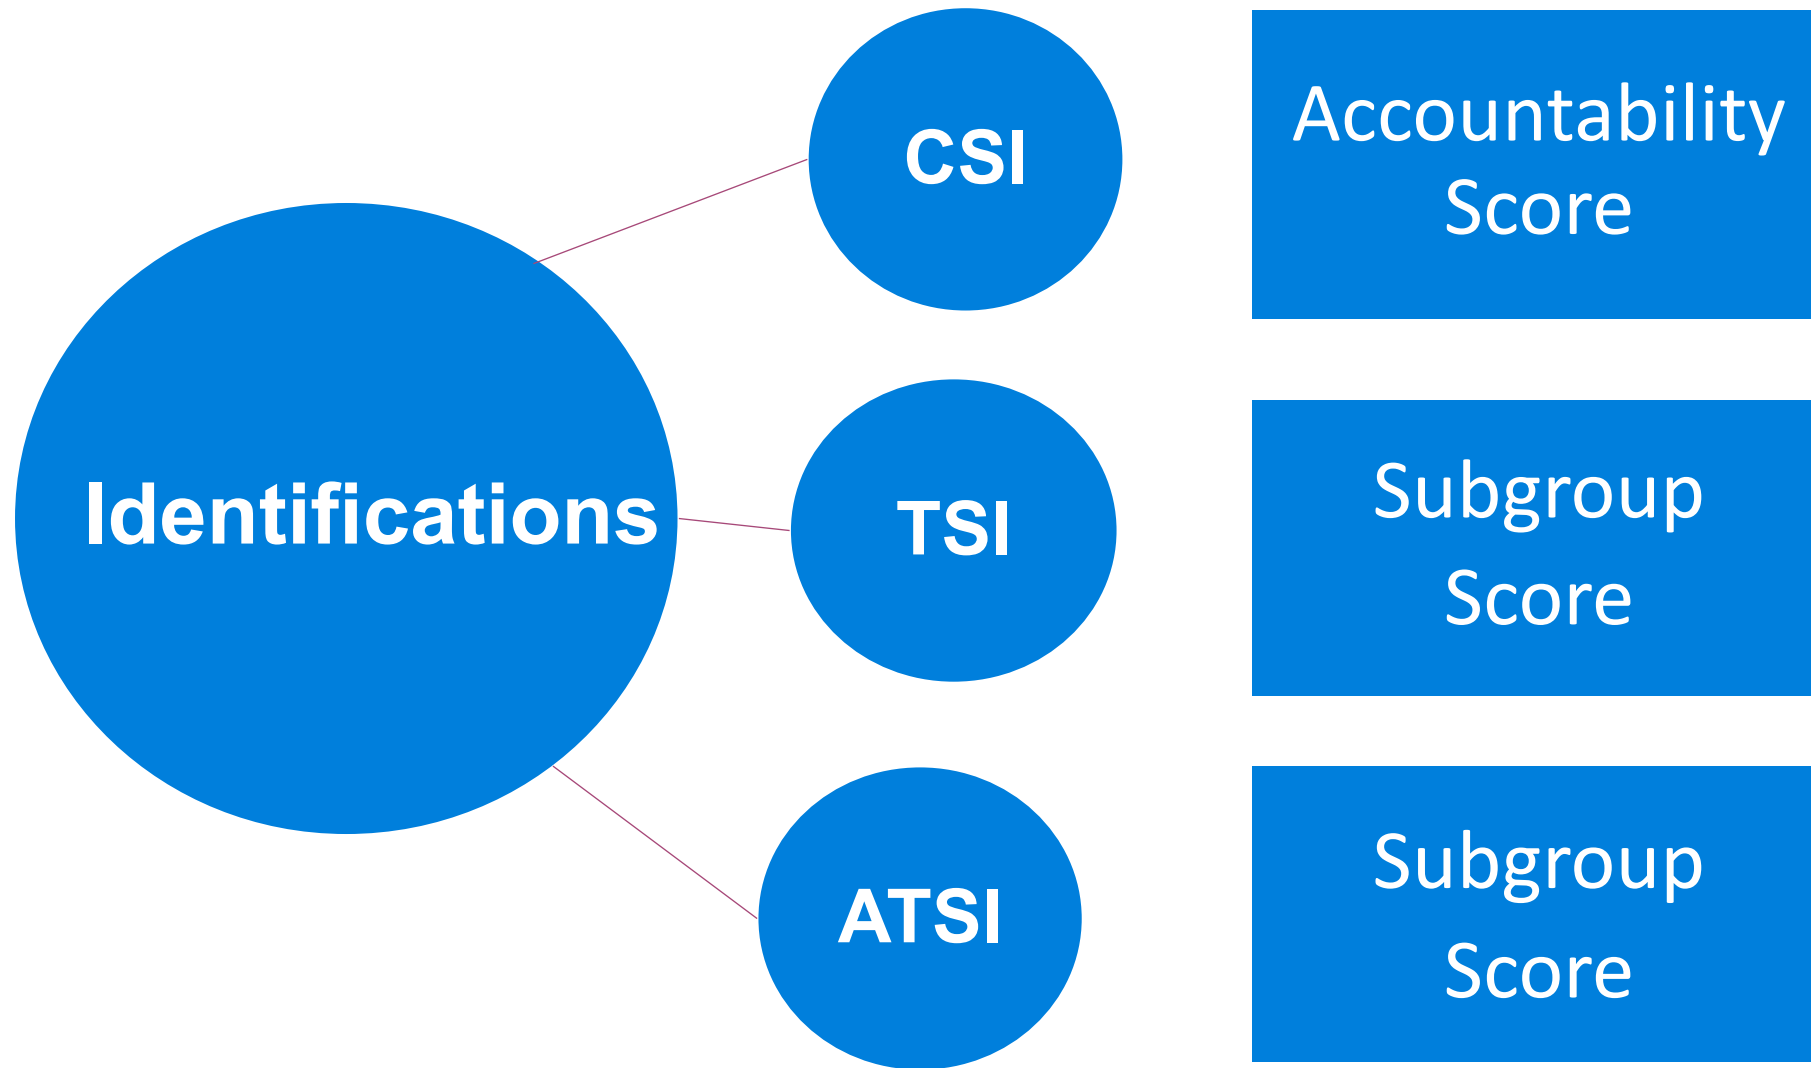 Identifications
CSI
Accountability
Score
TSI
Subgroup
Score
ATSI
Subgroup
Score